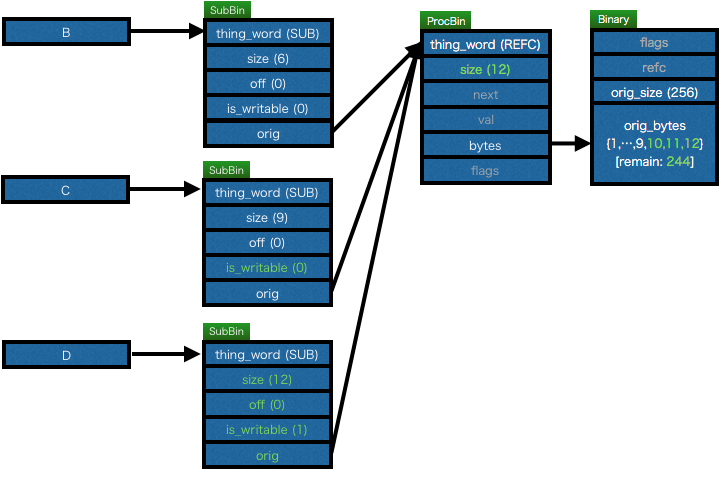 B
SubBin
thing_word (SUB)
size (6)
off (0)
is_writable (0)
orig
C
SubBin
thing_word (SUB)
size (9)
off (0)
is_writable (0)
orig
D
SubBin
thing_word (SUB)
size (12)
off (0)
is_writable (1)
orig
ProcBin
thing_word (REFC)
size (12)
next
val
bytes
flags
Binary
flags
refc
orig_size (256)
orig_bytes
{1,…,9,10,11,12}
[remain: 244]